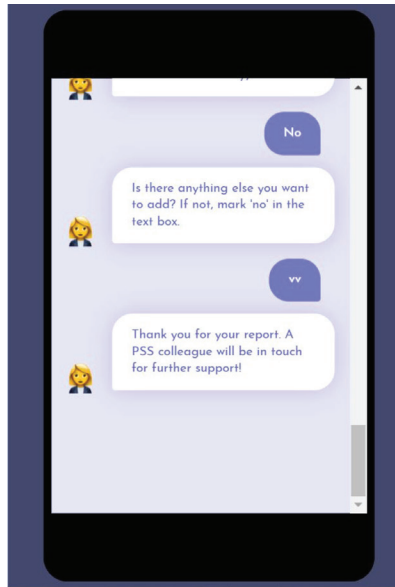 No
Is there anything else you want
to add? If not, mark 'no' in the
text box.
vv
Thank you for your report. A
PSS colleague will be in touch
for further support!